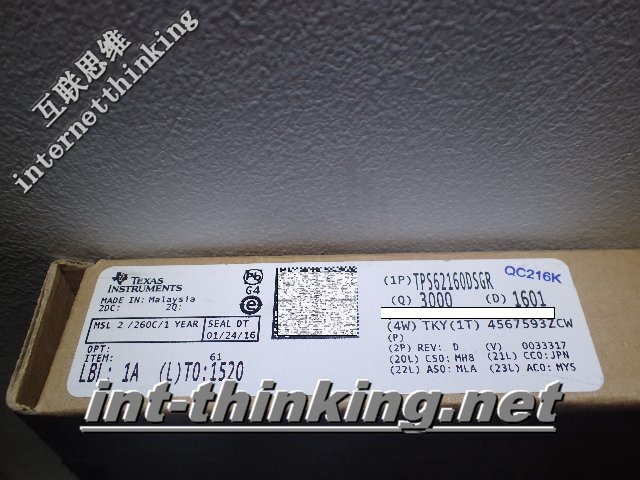 互联思维
internetthinking
TEXAS
INSTRUMENTS
MADE IN: Malaysia
2DC: 2Q:
G4
MSL 2 /260C/1 YEAR
SEAL DT
01/24/16
OPT:
ITEM: 61
LBL: 1A (L)TO:1520
(1P)TPS62160DSGR
QC216K
(Q) 3000 (D) 1601
(4W) TKY(1T) 4567593ZCW
(P)
(2P) REV: D (V) 0033317
(20L) CSO: MH8 (21L) CCO:JPN
(22L) ASO: MLA (23L) ACO: MYS
int-thinking.net